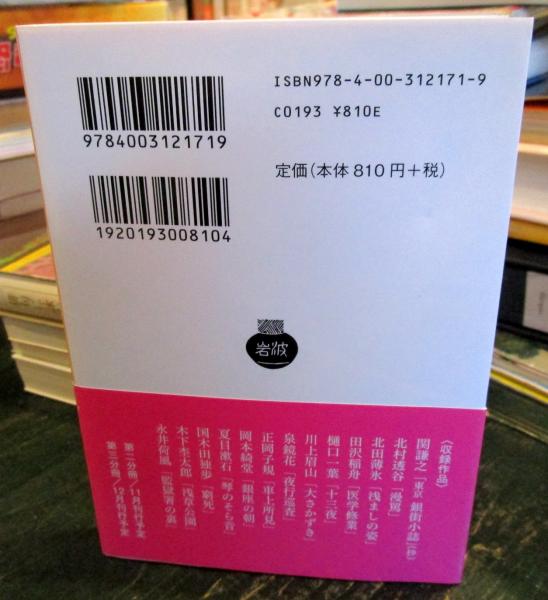 ISBN978-4-00-312171-9
C0193 ¥810E
9784003121719
定価(本体 810 円+税)
1920193008104
岩波
〈収録作品〉
関謙之「東京 銀街小誌」(抄)
北村透谷「漫罵」
北田薄氷「浅ましの姿」
田沢稲舟「医学修業」
樋口一葉「十三夜」
川上眉山「大さかずき」
泉鏡花「夜行巡査」
正岡子規「車上所見」
岡本綺堂「銀座の朝」
夏目漱石「琴のそら音」
国木田独歩「窮死」
木下杢太郎「浅草公園」
永井荷風「監獄署の裏」
第二分冊/11月刊行予定
第三分冊/12月刊行予定